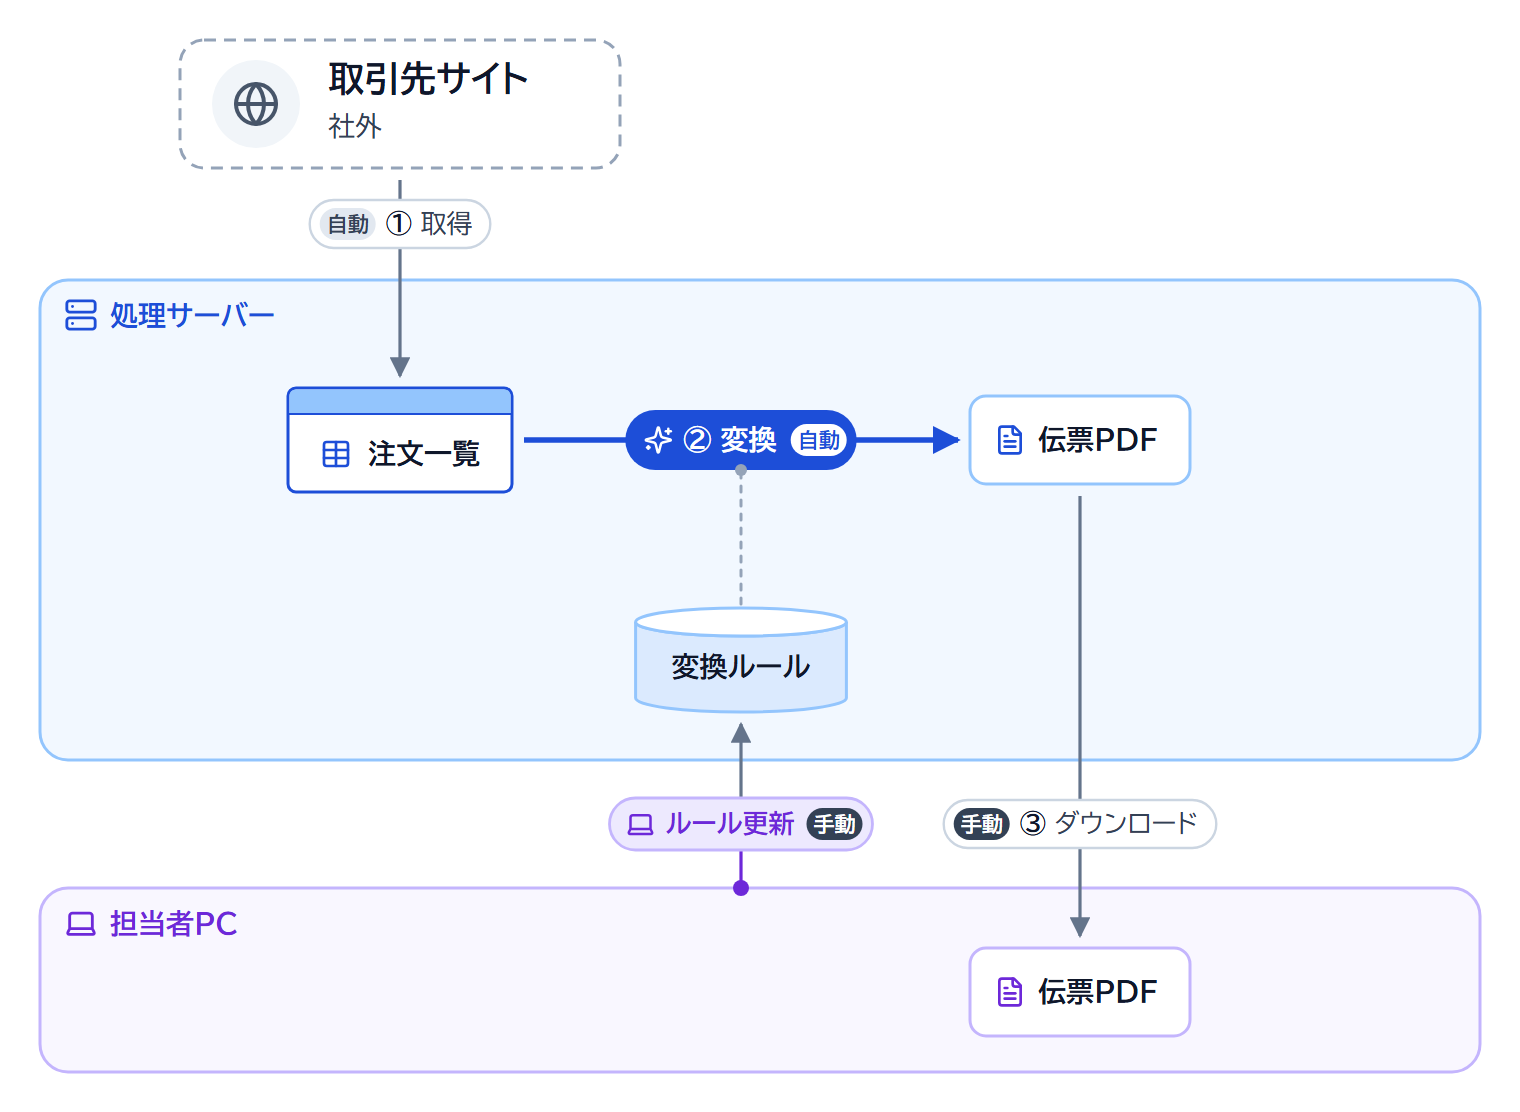 取引先サイト
社外
自動 ① 取得
処理サーバー
注文一覧
② 変換 自動
伝票PDF
変換ルール
ルール更新 手動
手動 ③ ダウンロード
担当者PC
伝票PDF